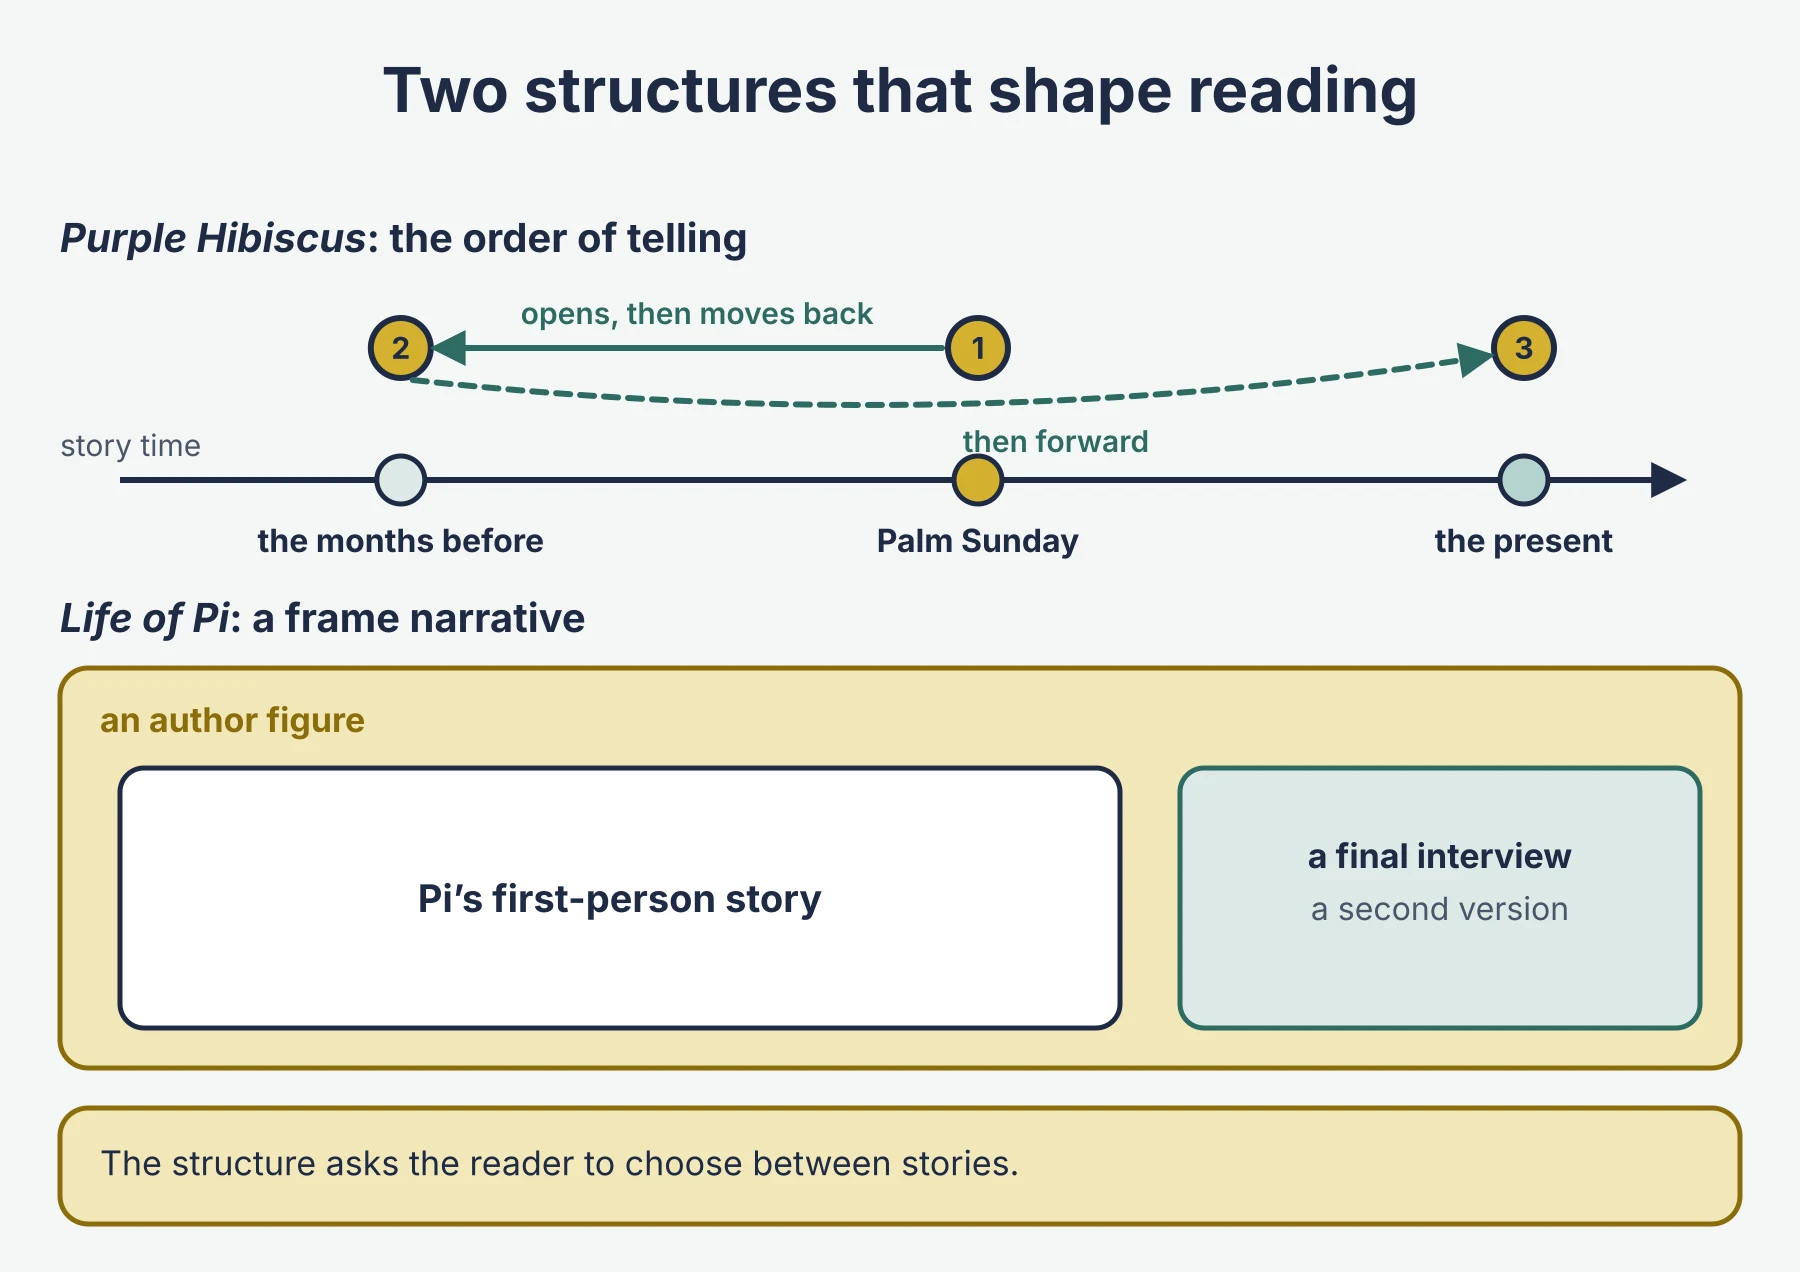 Two structures that shape reading
Purple Hibiscus: the order of telling
opens, then moves back
2
1
3
story time
then forward
the months before
Palm Sunday
the present
Life of Pi: a frame narrative
an author figure
Pi’s first-person story
a final interview
a second version
The structure asks the reader to choose between stories.